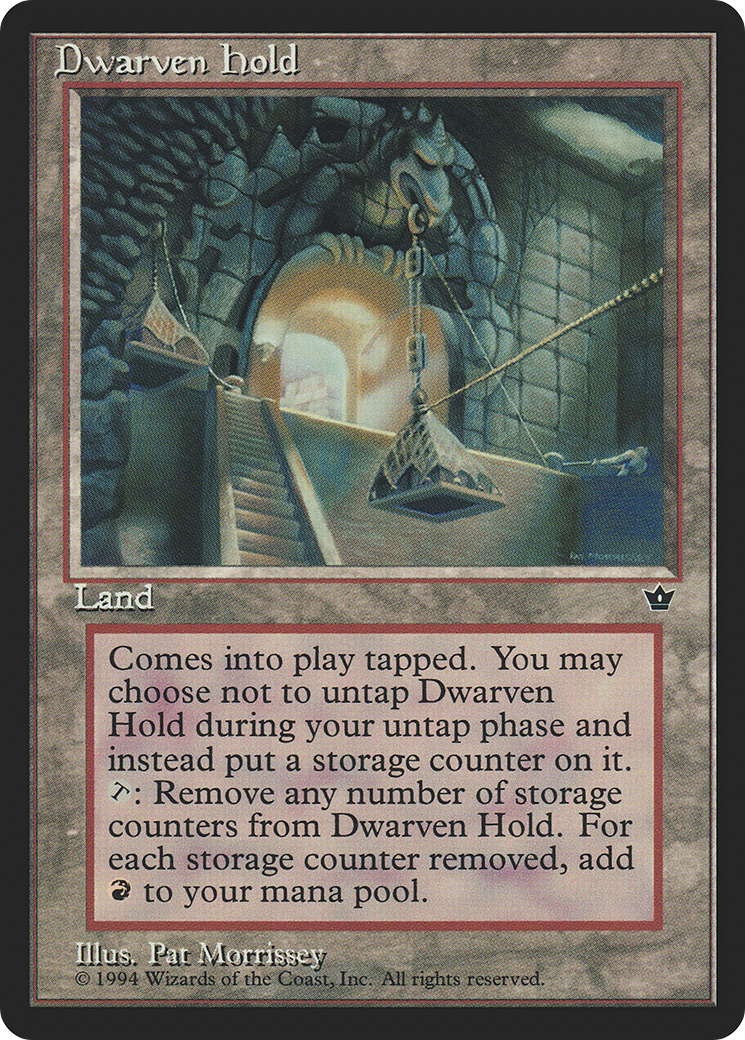 Dwarven Hold
Pat Morrissey
Land
Comes into play tapped. You may
choose not to untap Dwarven
Hold during your untap phase and
instead put a storage counter on it.
T: Remove any number of storage
counters from Dwarven Hold. For
each storage counter removed, add
to your mana pool.
Illus. Pat Morrissey
© 1994 Wizards of the Coast, Inc. All rights reserved.